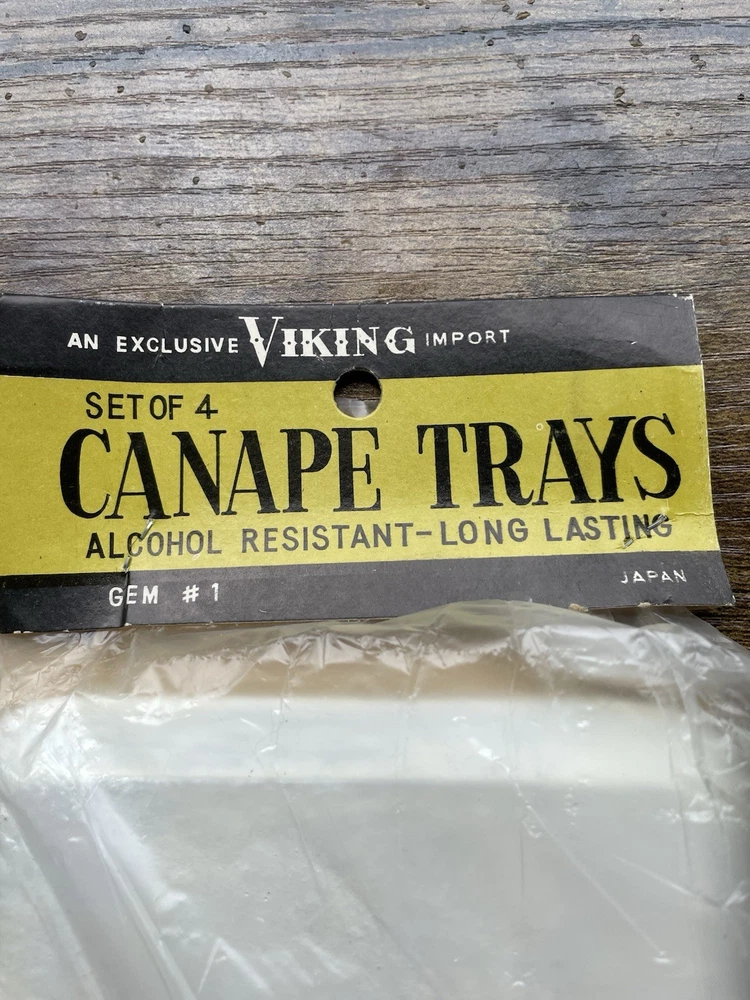 AN EXCLUSIVE VIKING IMPORT
SET OF 4
CANAPE TRAYS
ALCOHOL RESISTANT-LONG LASTING
GEM # 1
JAPAN